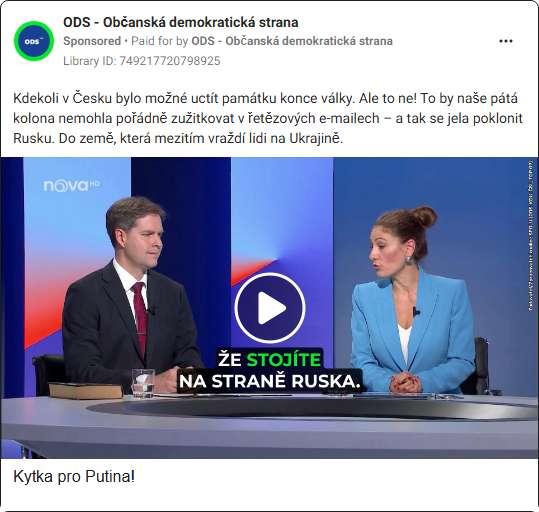 ODS - Občanská demokratická strana
Sponsored • Paid for by ODS - Občanská demokratická strana
Library ID: 749217720798925
Kdekoli v Česku bylo možné uctít památku konce války. Ale to ne! To by naše pátá
kolona nemohla pořádně zužitkovat v řetězových e-mailech – a tak se jela poklonit
Rusku. Do země, která mezitím vraždí lidi na Ukrajině.
nova HD
ŽE STOJÍTE
NA STRANĚ RUSKA.
Kytka pro Putina!
ODS